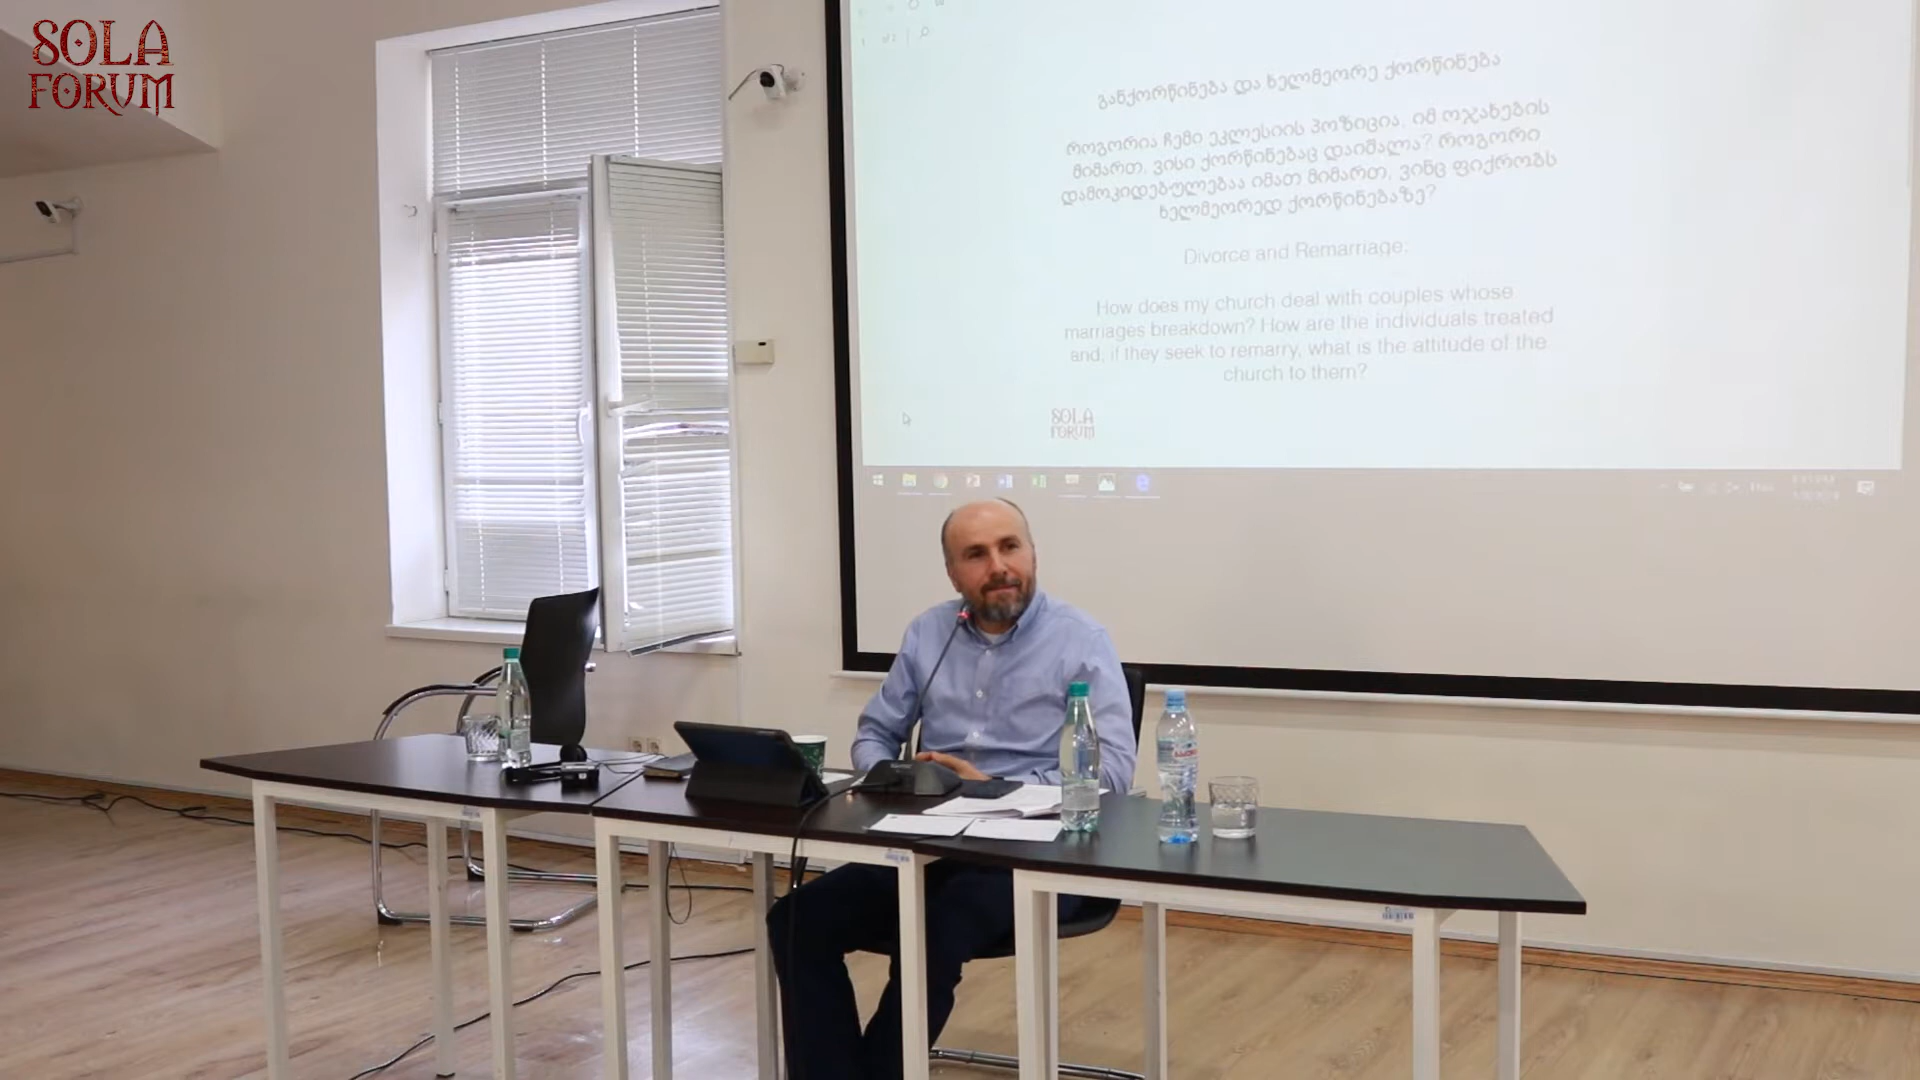 SOLA
FORUM
განქორწინება და ხელმეორე ქორწინება
როგორია ჩემი ეკლესიის პოზიცია, იმ ოჯახების
მიმართ, ვისი ქორწინებაც დაიშალა? როგორი
დამოკიდებულებაა იმათ მიმართ, ვინც ფიქრობს
ხელმეორედ ქორწინებაზე?
Divorce and Remarriage:
How does my church deal with couples whose
marriages breakdown? How are the individuals treated
and, if they seek to remarry, what is the attitude of the
church to them?
SOLA
FORUM